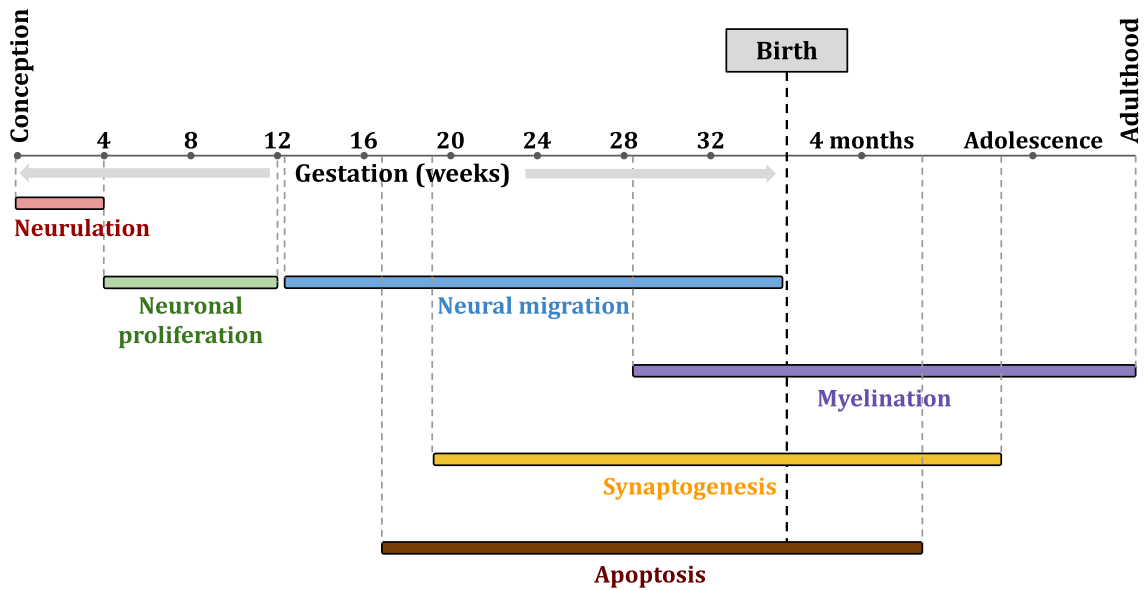 Conception
Birth
Adulthood
4 8 12 16 20 24 28 32 4 months Adolescence
Gestation (weeks)
Neurulation
Neuronal
proliferation
Neural migration
Myelination
Synaptogenesis
Apoptosis